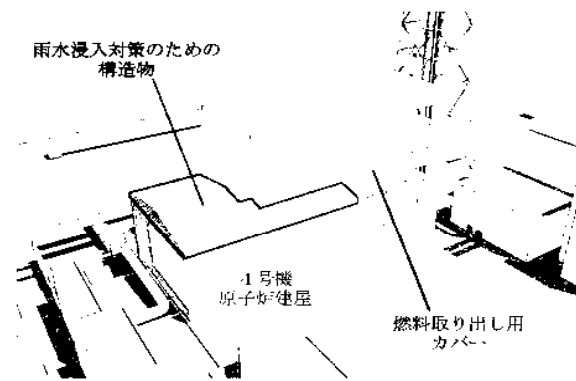 雨水浸入対策のための
構造物
4号機
原子炉建屋
燃料取り出し用
カバー